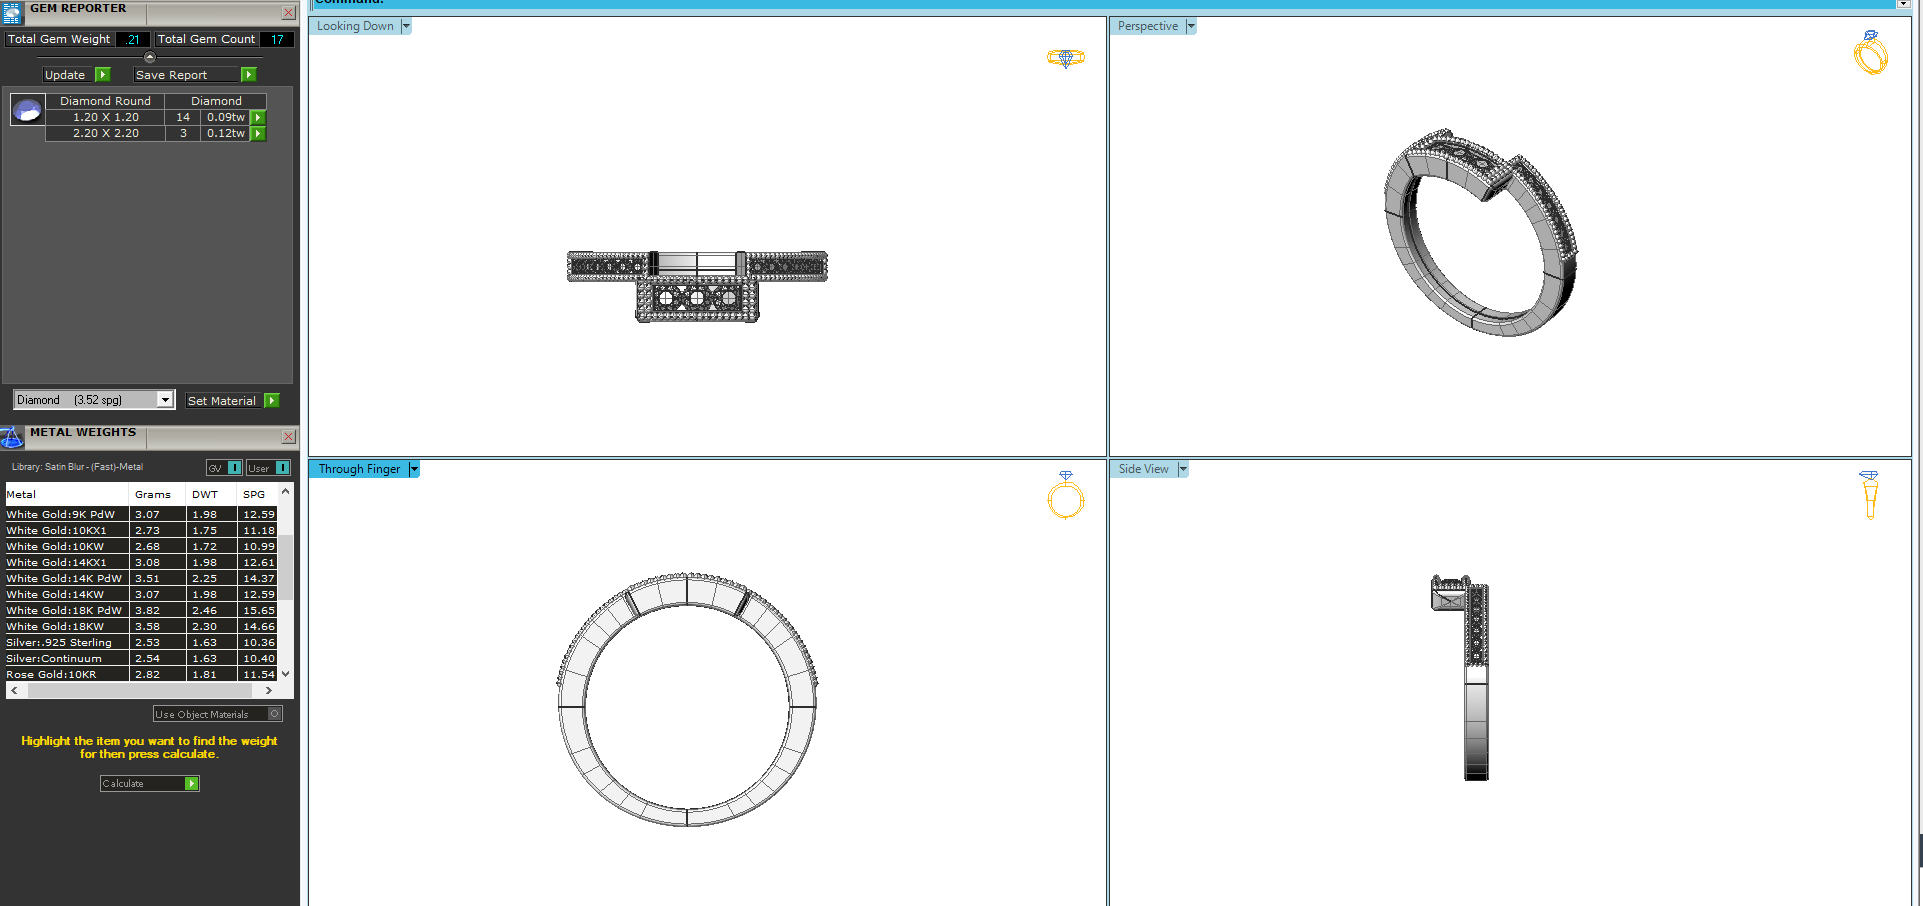 Command:
GEM REPORTER
Total Gem Weight .21 Total Gem Count 17
Update Save Report
Diamond Round Diamond
1.20 X 1.20 14 0.09tw
2.20 X 2.20 3 0.12tw
Diamond (3.52 spg) Set Material
METAL WEIGHTS
Library: Satin Blur - (Fast)-Metal GV I User I
Metal Grams DWT SPG
White Gold:9K PdW 3.07 1.98 12.59
White Gold:10KX1 2.73 1.75 11.18
White Gold:10KW 2.68 1.72 10.99
White Gold:14KX1 3.08 1.98 12.61
White Gold:14K PdW 3.51 2.25 14.37
White Gold:14KW 3.07 1.98 12.59
White Gold:18K PdW 3.82 2.46 15.65
White Gold:18KW 3.58 2.30 14.66
Silver:.925 Sterling 2.53 1.63 10.36
Silver:Continuum 2.54 1.63 10.40
Rose Gold:10KR 2.82 1.81 11.54
Use Object Materials
Highlight the item you want to find the weight
for then press calculate.
Calculate
Looking Down
Perspective
Through Finger
Side View